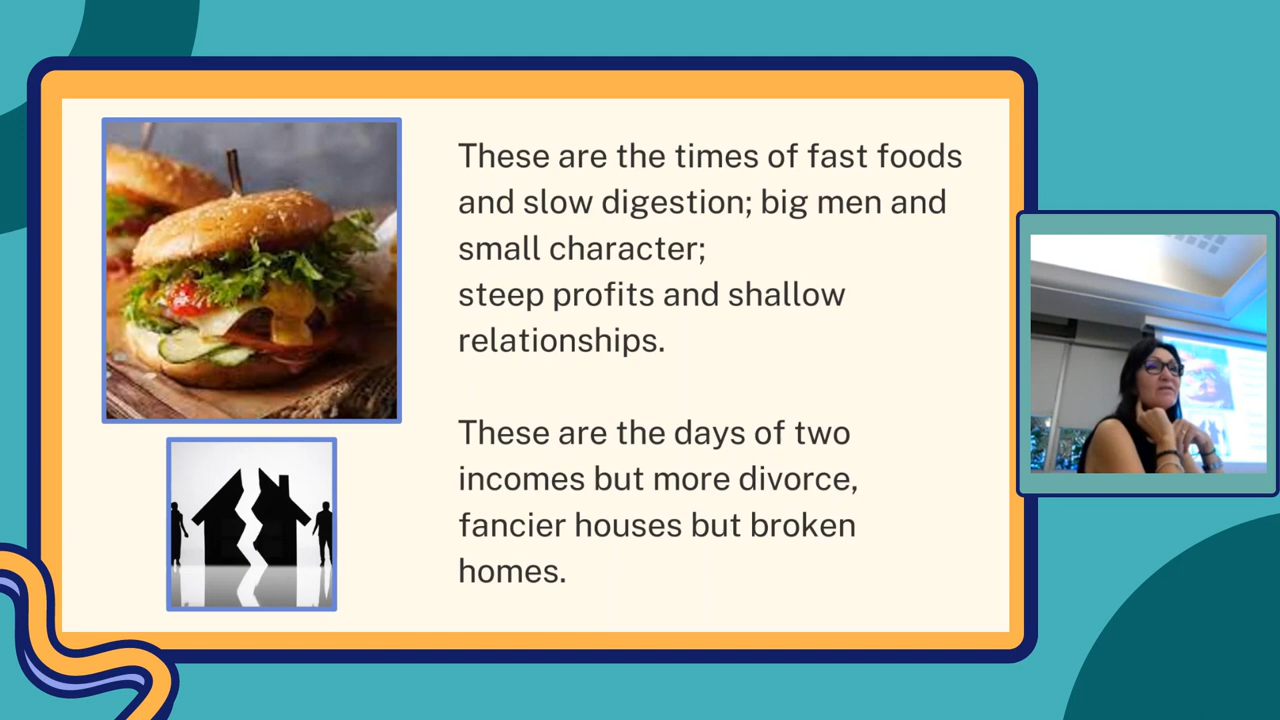 These are the times of fast foods
and slow digestion; big men and
small character;
steep profits and shallow
relationships.
These are the days of two
incomes but more divorce,
fancier houses but broken
homes.